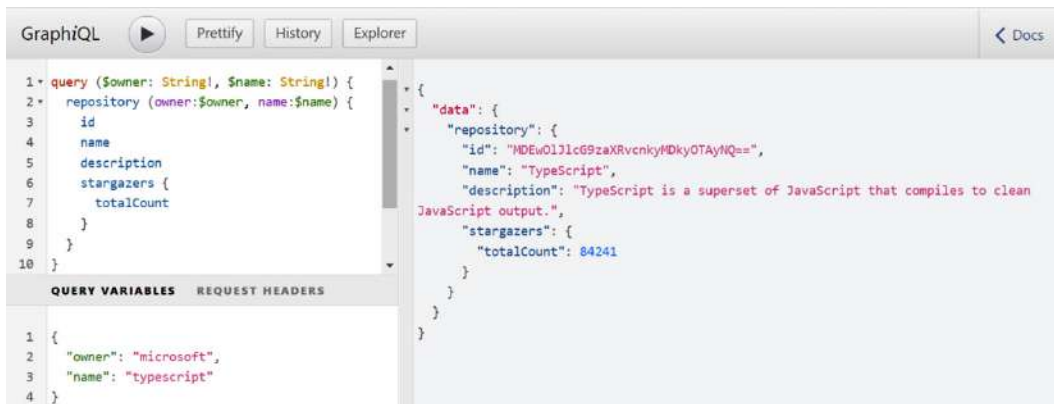 GraphiQL Prettify History Explorer < Docs
1 query ($owner: String!, $name: String!) {
2 repository (owner:$owner, name:$name) {
3 id
4 name
5 description
6 stargazers {
7 totalCount
8 }
9 }
10 }
QUERY VARIABLES REQUEST HEADERS
1 {
2 "owner": "microsoft",
3 "name": "typescript"
4 }
{
"data": {
"repository": {
"id": "MDEwOlJlcG9zaXRvcnkyMDkyOTAyNQ==",
"name": "TypeScript",
"description": "TypeScript is a superset of JavaScript that compiles to clean
JavaScript output.",
"stargazers": {
"totalCount": 84241
}
}
}
}